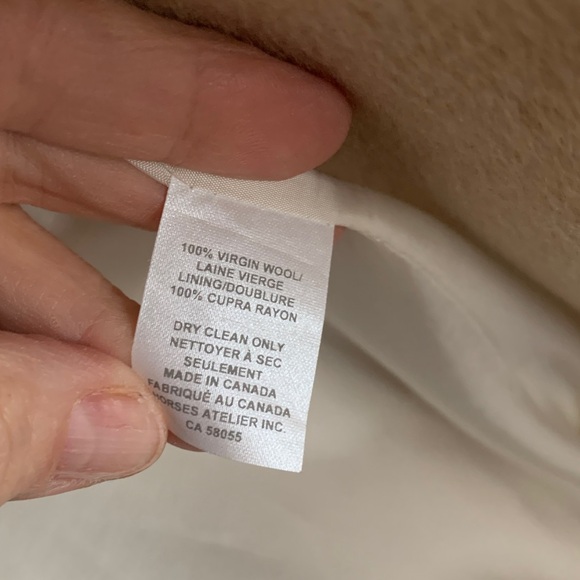 100% VIRGIN WOOL/
LAINE VIERGE
LINING/DOUBLURE
100% CUPRA RAYON
DRY CLEAN ONLY
NETTOYER À SEC
SEULEMENT
MADE IN CANADA
FABRIQUÉ AU CANADA
HORSES ATELIER INC.
CA 58055